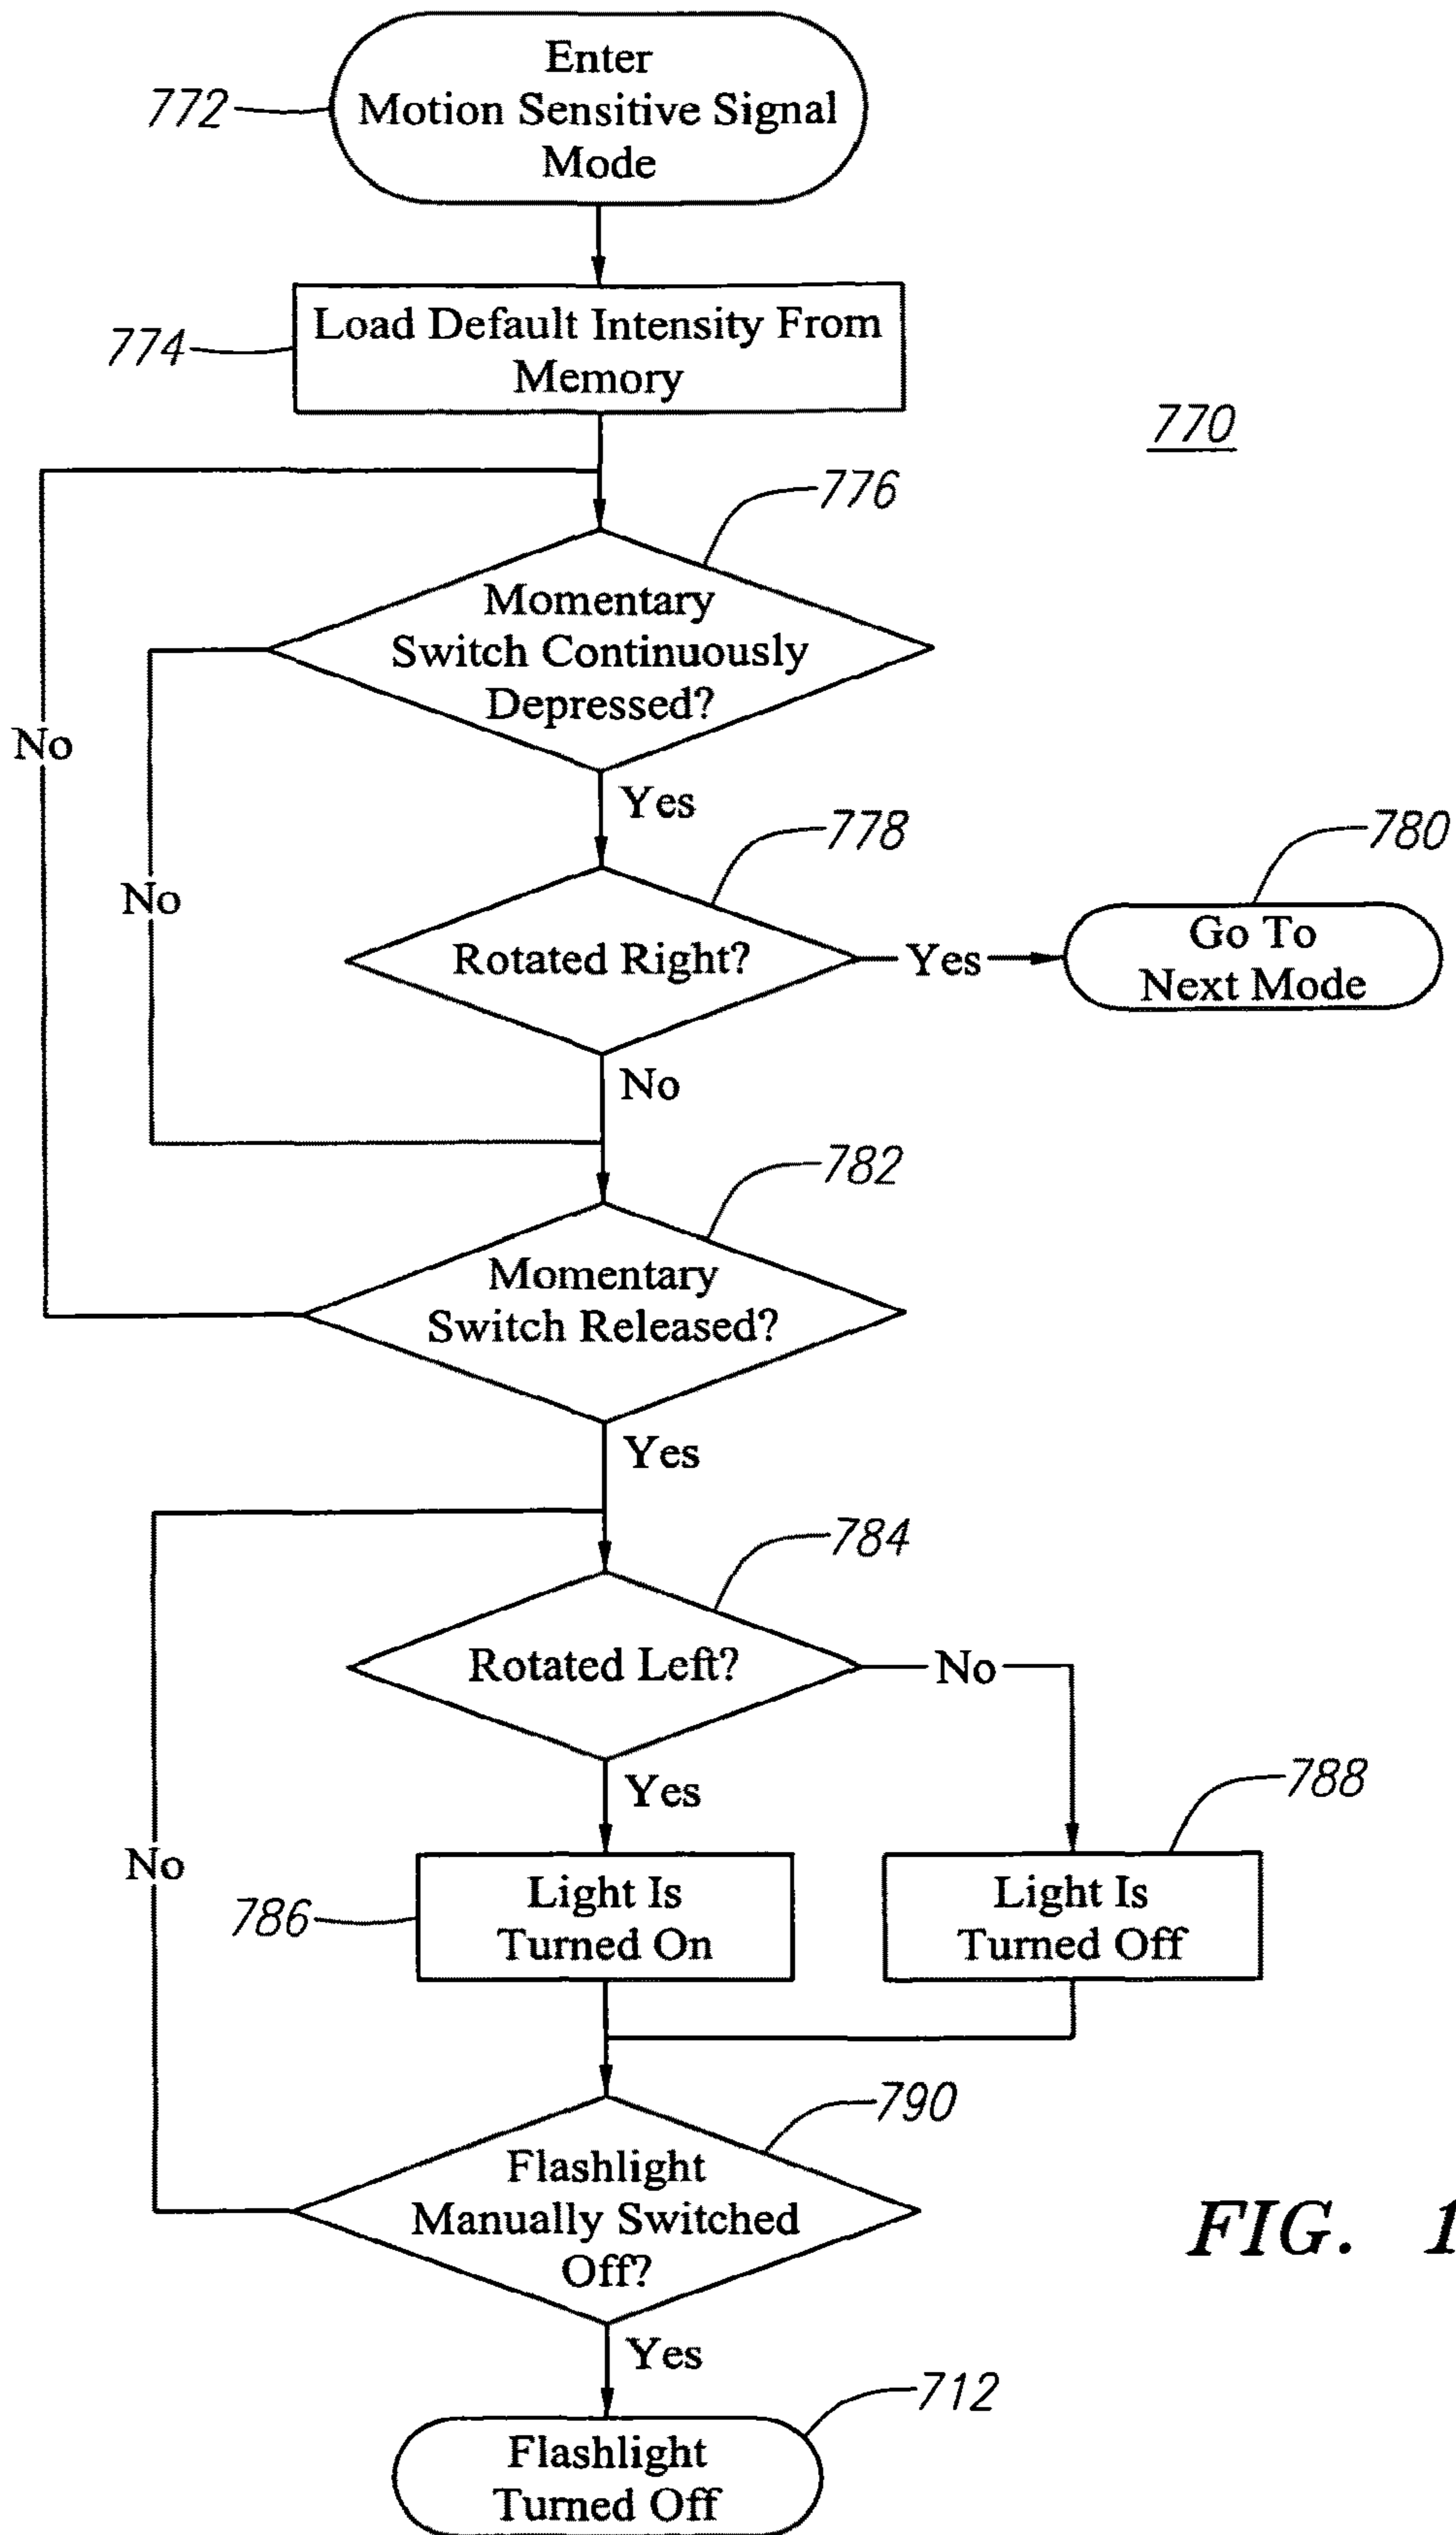 Enter
Motion Sensitive Signal
Mode
772
Load Default Intensity From
Memory
774
770
776
Momentary
Switch Continuously
Depressed?
No
Yes
778
780
No
Rotated Right?
Yes
Go To
Next Mode
No
782
Momentary
Switch Released?
Yes
784
Rotated Left?
No
Yes
788
No
786
Light Is
Turned On
Light Is
Turned Off
790
Flashlight
Manually Switched
Off?
FIG. 1
Yes
712
Flashlight
Turned Off